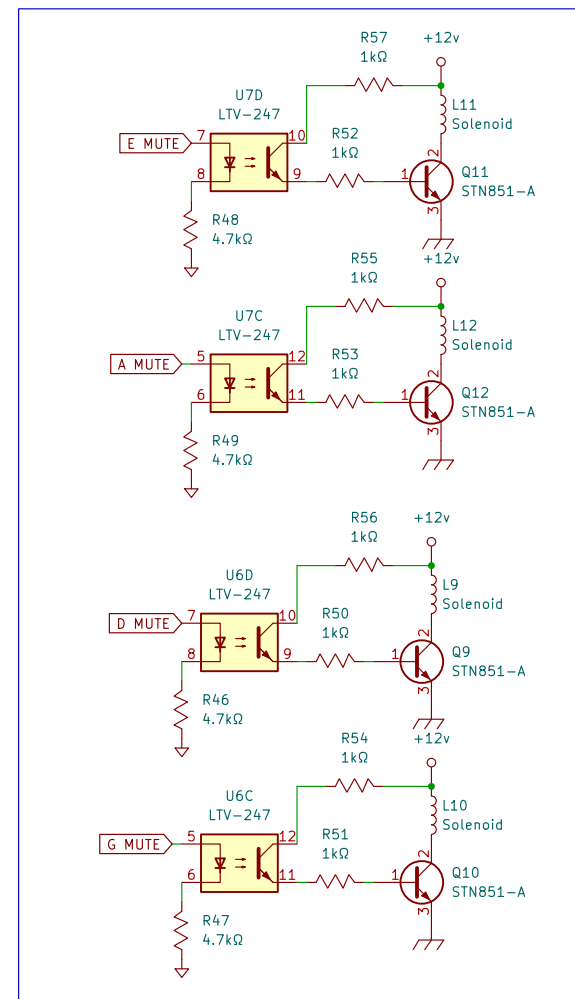 R57
1kΩ
+12v
U7D
LTV-247
L11
Solenoid
E MUTE
7
10
R52
1kΩ
2
8
9
1
Q11
STN851-A
3
R48
4.7kΩ
+12v
R55
1kΩ
U7C
LTV-247
L12
Solenoid
A MUTE
5
12
R53
1kΩ
2
6
11
1
Q12
STN851-A
3
R49
4.7kΩ
R56
1kΩ
+12v
U6D
LTV-247
L9
Solenoid
D MUTE
7
10
R50
1kΩ
2
8
9
1
Q9
STN851-A
3
R46
4.7kΩ
+12v
R54
1kΩ
U6C
LTV-247
L10
Solenoid
G MUTE
5
12
R51
1kΩ
2
6
11
1
Q10
STN851-A
3
R47
4.7kΩ